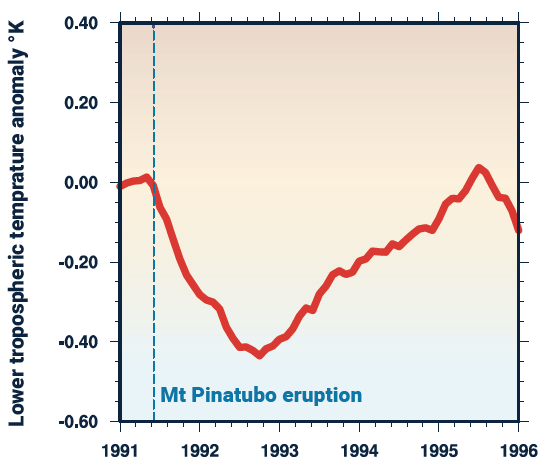 Lower tropospheric temprature anomaly °K
0.40
0.20
0.00
-0.20
-0.40
-0.60
Mt Pinatubo eruption
1991 1992 1993 1994 1995 1996